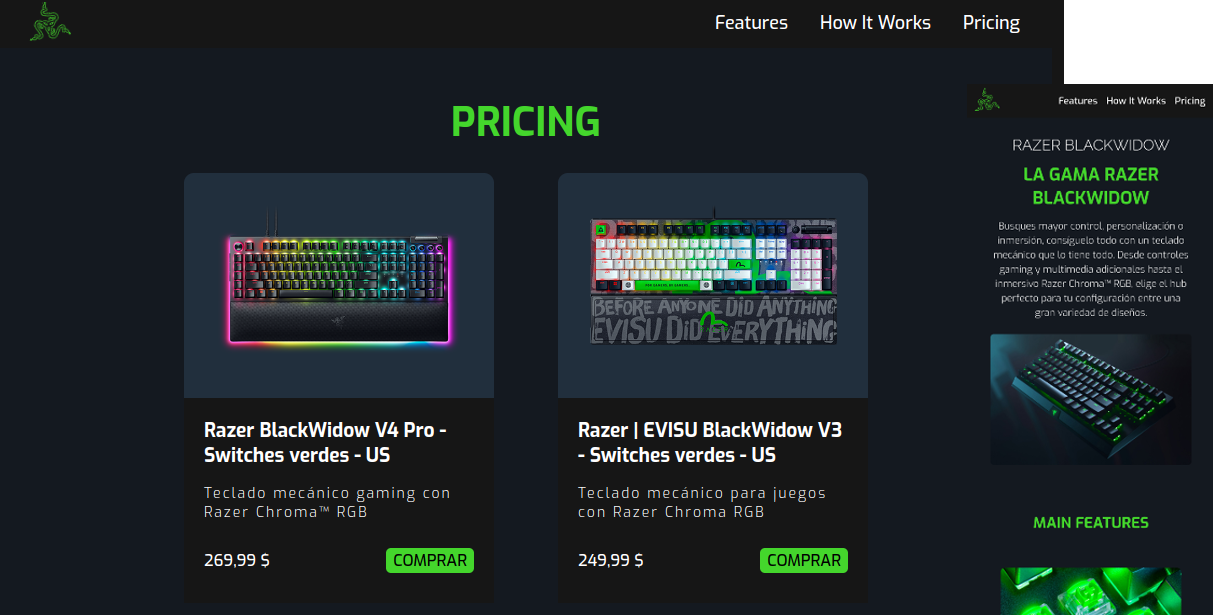 Features How It Works Pricing
PRICING
BEFORE ANYONE DID ANYTHING
EVISU DID EVERYTHING
Razer BlackWidow V4 Pro -
Switches verdes - US
Teclado mecánico gaming con
Razer Chroma™ RGB
269,99 $
COMPRAR
Razer | EVISU BlackWidow V3
- Switches verdes - US
Teclado mecánico para juegos
con Razer Chroma RGB
249,99 $
COMPRAR
Features How It Works Pricing
RAZER BLACKWIDOW
LA GAMA RAZER
BLACKWIDOW
Busques mayor control, personalización o
inmersión, consíguelo todo con un teclado
mecánico que lo tiene todo. Desde controles
gaming y multimedia adicionales hasta el
inmersivo Razer Chroma™ RGB, elige el hub
perfecto para tu configuración entre una
gran variedad de diseños.
MAIN FEATURES